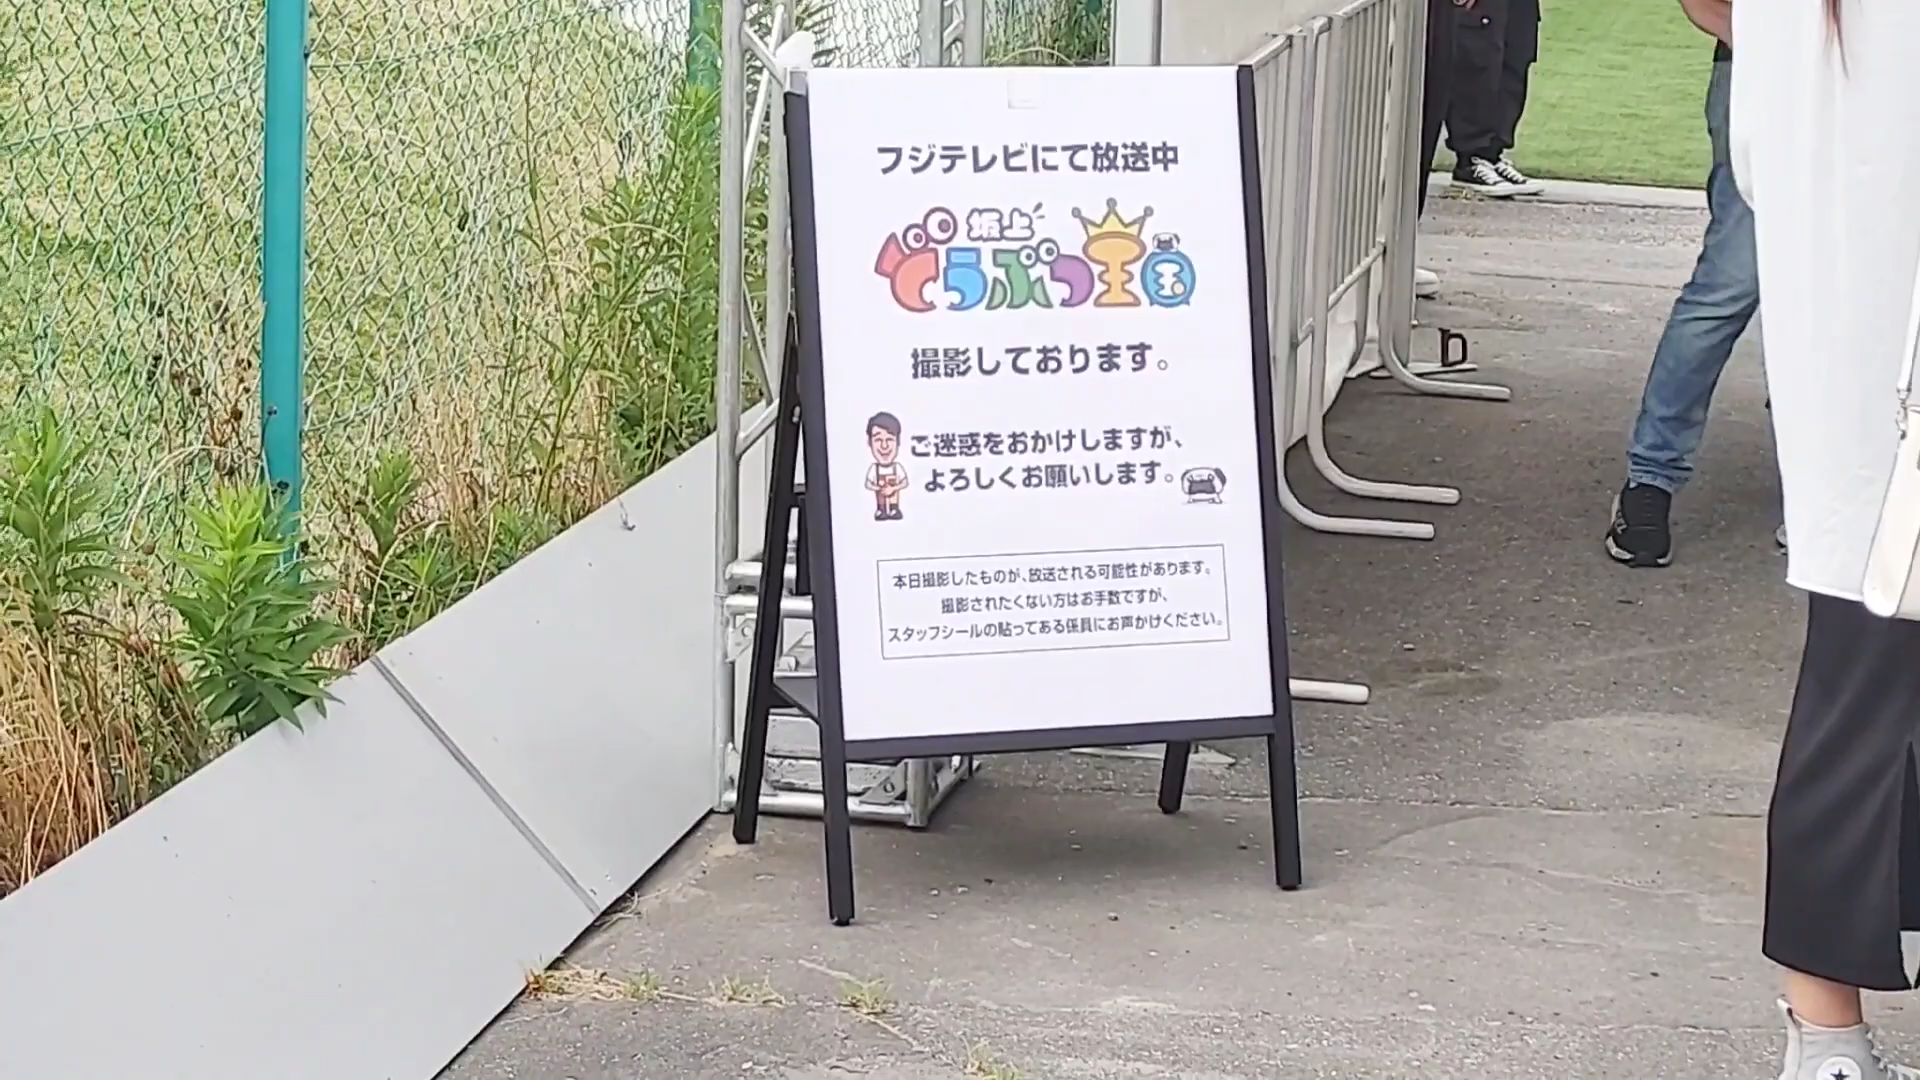 フジテレビにて放送中
坂上
どうぶつ王国
撮影しております。
ご迷惑をおかけしますが、
よろしくお願いします。
本日撮影したものが、放送される可能性があります。
撮影されたくない方はお手数ですが、
スタッフシールの貼ってある係員にお声かけください。